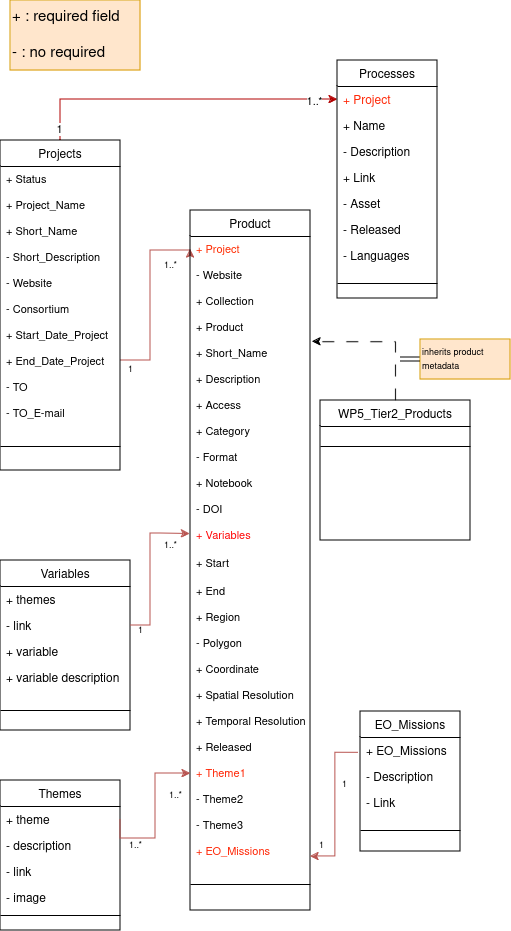 + : required field
- : no required
Processes
+ Project
+ Name
- Description
+ Link
- Asset
- Released
- Languages
1..*
1
Projects
+ Status
+ Project_Name
+ Short_Name
- Short_Description
- Website
- Consortium
+ Start_Date_Project
+ End_Date_Project
- TO
- TO_E-mail
1
1..*
Product
+ Project
- Website
+ Collection
+ Product
+ Short_Name
+ Description
+ Access
+ Category
- Format
+ Notebook
- DOI
+ Variables
+ Start
+ End
+ Region
- Polygon
+ Coordinate
+ Spatial Resolution
+ Temporal Resolution
+ Released
+ Theme1
- Theme2
- Theme3
+ EO_Missions
inherits product
metadata
WP5_Tier2_Products
1..*
1
Variables
+ themes
- link
+ variable
+ variable description
1..*
1..*
Themes
+ theme
- description
- link
- image
EO_Missions
+ EO_Missions
- Description
- Link
1
1